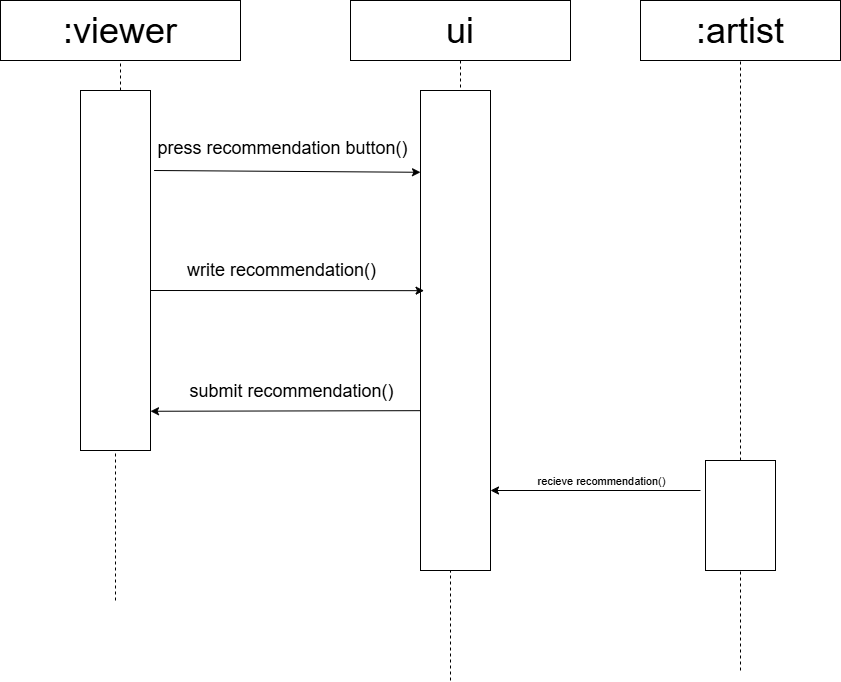 :viewer
ui
:artist
press recommendation button()
write recommendation()
submit recommendation()
recieve recommendation()